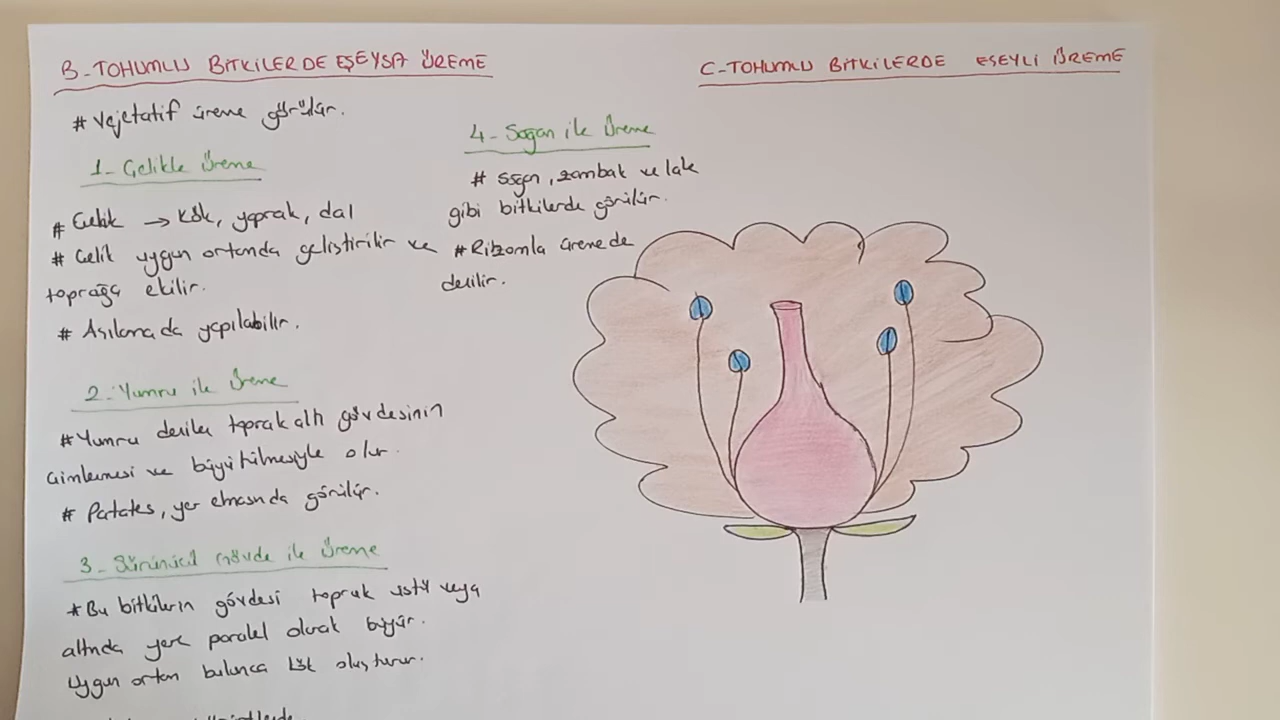 B-TOHUMLU BİTKİLERDE EŞEYSA ÜREME
# Vejetatif üreme görülür.
1- Çelikle Üreme
# Çelik → Kök, yaprak, dal
# Çelik uygun ortamda geliştirilir ve
toprağa ekilir.
# Aşılama da yapılabilir.
2- Yumru ile Üreme
# Yumru denilen toprak altı gövdesinin
çimlenmesi ve büyütülmesiyle olur.
# Patates, yer elmasında görülür.
3- Sürünücü Gövde ile Üreme
* Bu bitkilerin gövdesi toprak üstü veya
altında yere paralel olarak büyür.
Uygun ortam bulunca kök oluşturur.
4- Soğan ile Üreme
# Soğan, zambak ve lale
gibi bitkilerde görülür.
# Rizomla üreme de
denilir.
C-TOHUMLU BİTKİLERDE EŞEYLİ ÜREME